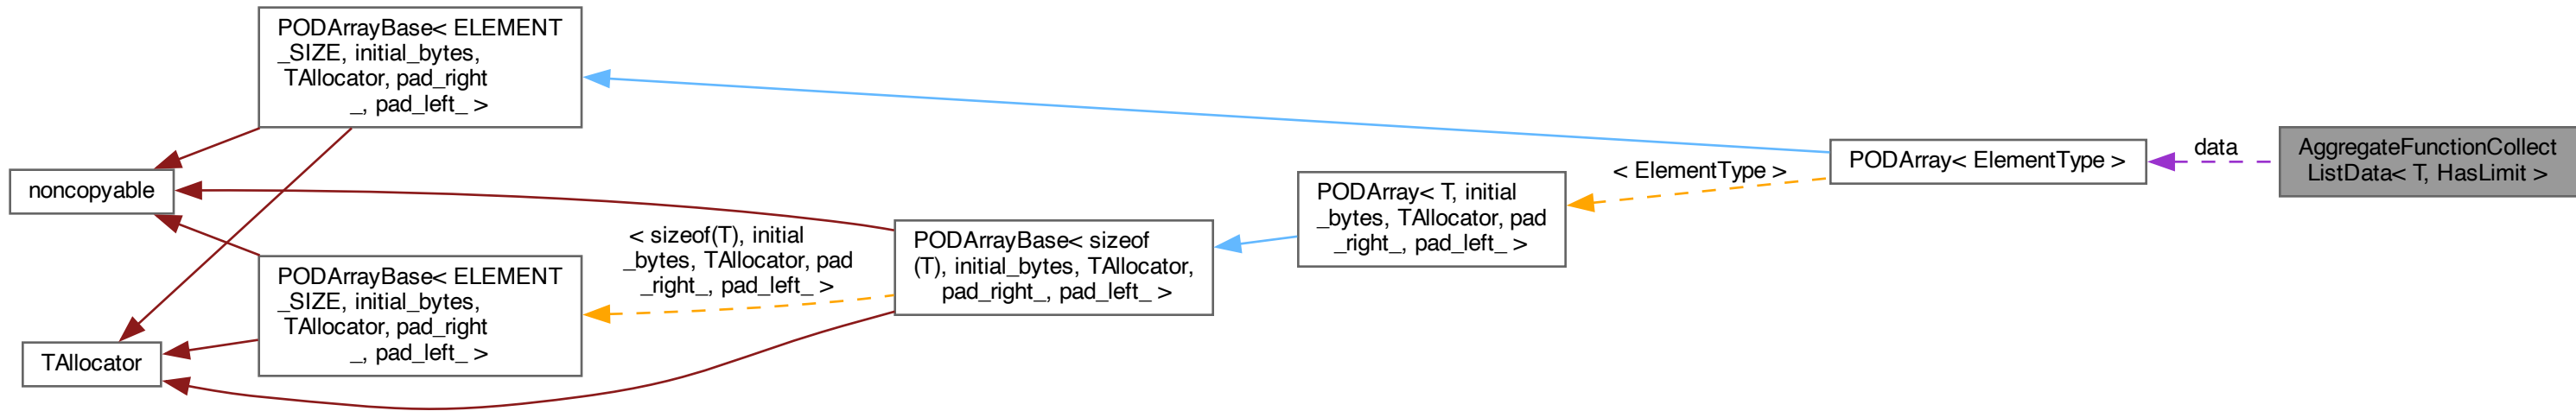 PODArrayBase< ELEMENT
_SIZE, initial_bytes,
TAllocator, pad_right
_, pad_left_ >
noncopyable
PODArrayBase< ELEMENT
_SIZE, initial_bytes,
TAllocator, pad_right
_, pad_left_ >
TAllocator
< sizeof(T), initial
_bytes, TAllocator, pad
_right_, pad_left_ >
PODArrayBase< sizeof
(T), initial_bytes, TAllocator,
pad_right_, pad_left_ >
PODArray< T, initial
_bytes, TAllocator, pad
_right_, pad_left_ >
< ElementType >
PODArray< ElementType >
data
AggregateFunctionCollect
ListData< T, HasLimit >